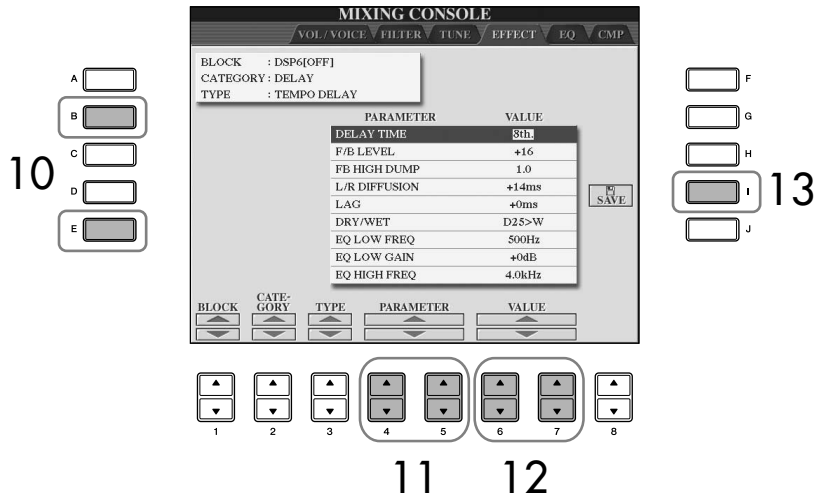 MIXING CONSOLE
VOL / VOICE FILTER TUNE EFFECT EQ CMP
BLOCK : DSP6[OFF]
CATEGORY : DELAY
TYPE : TEMPO DELAY
PARAMETER VALUE
DELAY TIME 8th.
F/B LEVEL +16
FB HIGH DUMP 1.0
L/R DIFFUSION +14ms
LAG +0ms
DRY/WET D25>W
EQ LOW FREQ 500Hz
EQ LOW GAIN +0dB
EQ HIGH FREQ 4.0kHz
SAVE
BLOCK CATE-GORY TYPE PARAMETER VALUE
A
B
C
D
E
10
F
G
H
I
J
13
1 2 3 4 5 6 7 8
11 12